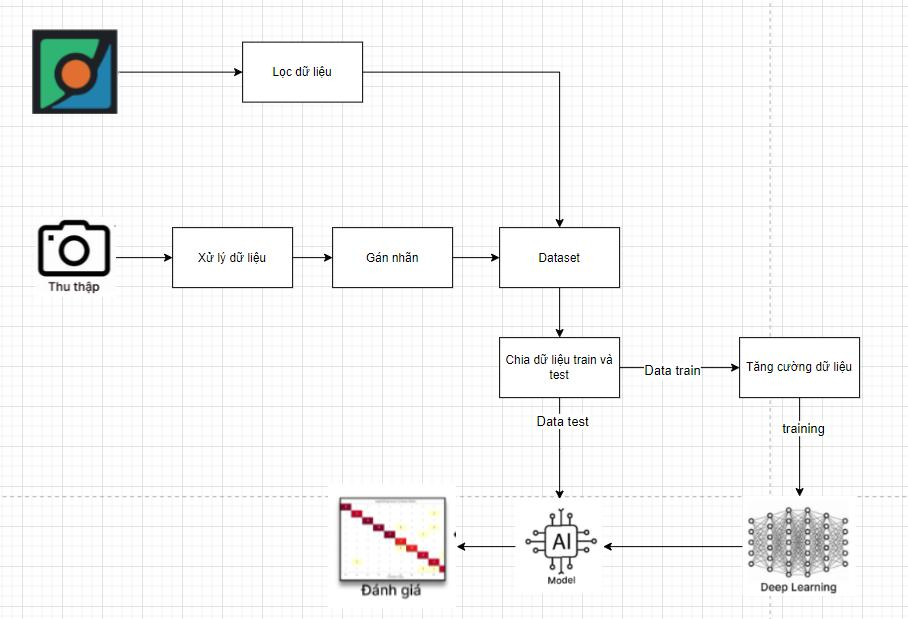 Lọc dữ liệu
Thu thập
Xử lý dữ liệu
Gán nhãn
Dataset
Chia dữ liệu train và
test
Data train
Tăng cường dữ liệu
Data test
training
Đánh giá
AI
Model
Deep Learning